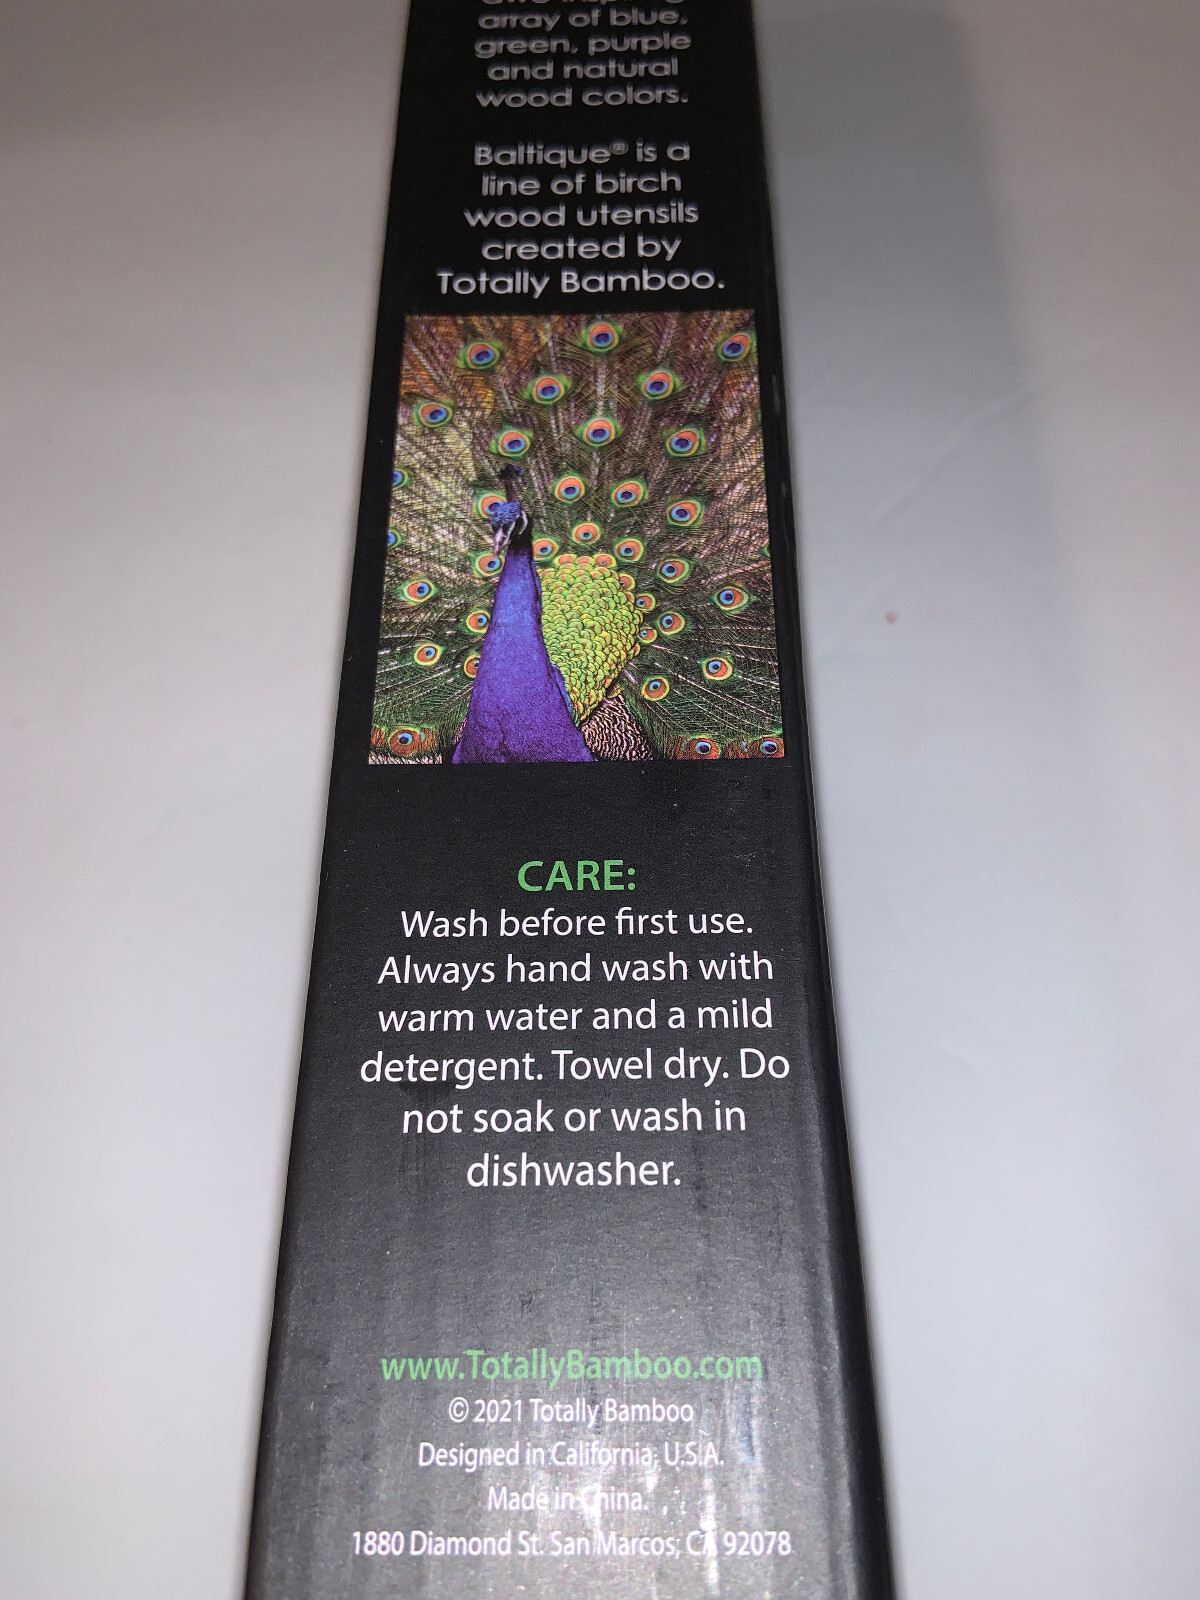 array of blue,
green, purple
and natural
wood colors.
Baltique® is a
line of birch
wood utensils
created by
Totally Bamboo.
CARE:
Wash before first use.
Always hand wash with
warm water and a mild
detergent. Towel dry. Do
not soak or wash in
dishwasher.
www.TotallyBamboo.com
© 2021 Totally Bamboo
Designed in California, U.S.A.
Made in China.
1880 Diamond St. San Marcos, CA 92078